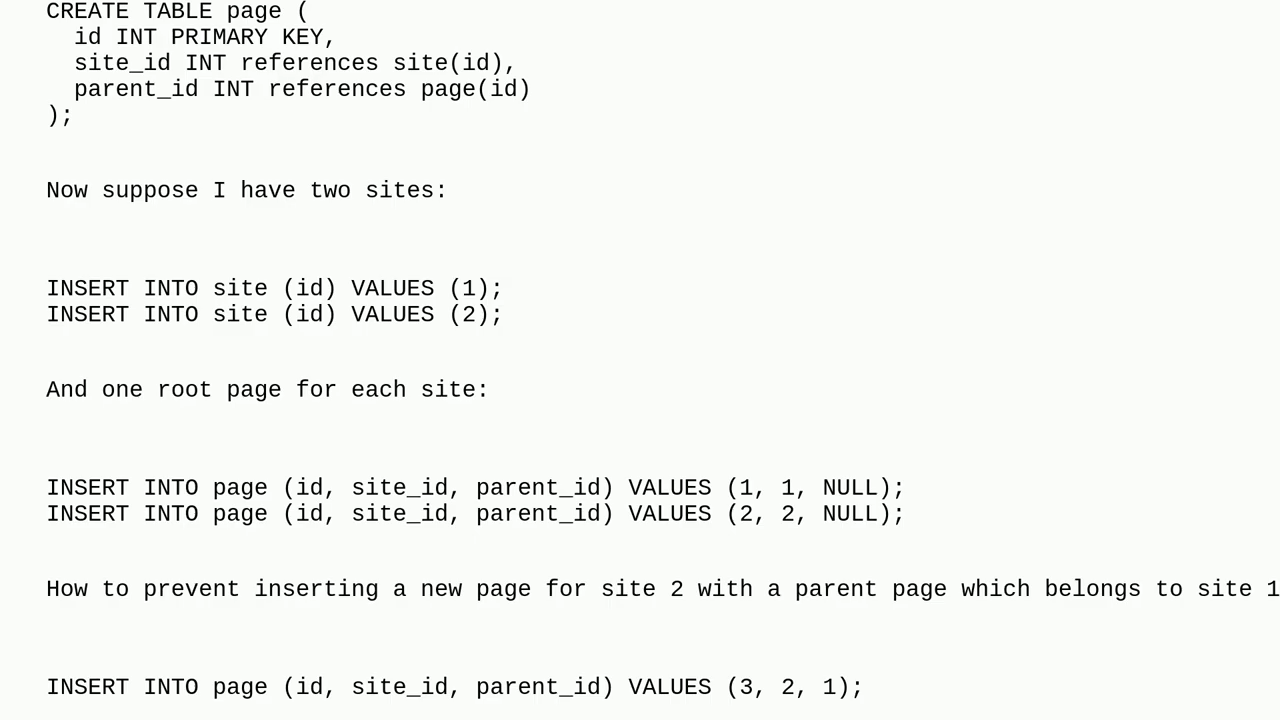 CREATE TABLE page (
  id INT PRIMARY KEY,
  site_id INT references site(id),
  parent_id INT references page(id)
);
Now suppose I have two sites:
INSERT INTO site (id) VALUES (1);
INSERT INTO site (id) VALUES (2);
And one root page for each site:
INSERT INTO page (id, site_id, parent_id) VALUES (1, 1, NULL);
INSERT INTO page (id, site_id, parent_id) VALUES (2, 2, NULL);
How to prevent inserting a new page for site 2 with a parent page which belongs to site 1
INSERT INTO page (id, site_id, parent_id) VALUES (3, 2, 1);